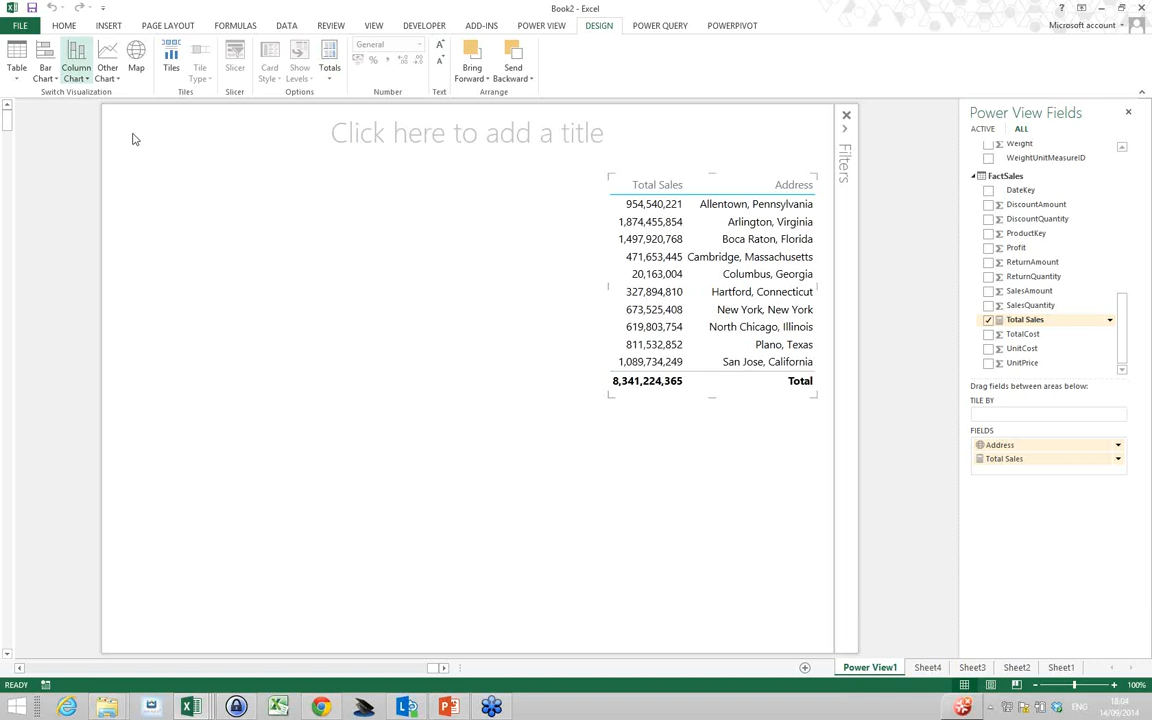 Book2 - Excel
FILE HOME INSERT PAGE LAYOUT FORMULAS DATA REVIEW VIEW DEVELOPER ADD-INS POWER VIEW DESIGN POWER QUERY POWERPIVOT Microsoft account
General
Table Bar Chart Column Chart Other Chart Map Tiles Tile Type Slicer Card Style Show Levels Totals Bring Forward Send Backward
Switch Visualization Tiles Slicer Options Number Text Arrange
Click here to add a title
Filters
Total Sales Address
954,540,221 Allentown, Pennsylvania
1,874,455,854 Arlington, Virginia
1,497,920,768 Boca Raton, Florida
471,653,445 Cambridge, Massachusetts
20,163,004 Columbus, Georgia
327,894,810 Hartford, Connecticut
673,525,408 New York, New York
619,803,754 North Chicago, Illinois
811,532,852 Plano, Texas
1,089,734,249 San Jose, California
8,341,224,365 Total
Power View Fields
ACTIVE ALL
Weight
WeightUnitMeasureID
FactSales
DateKey
DiscountAmount
DiscountQuantity
ProductKey
Profit
ReturnAmount
ReturnQuantity
SalesAmount
SalesQuantity
Total Sales
TotalCost
UnitCost
UnitPrice
Drag fields between areas below:
TILE BY
FIELDS
Address
Total Sales
Power View1 Sheet4 Sheet3 Sheet2 Sheet1
READY 100%
ENG 18:04
14/09/2014